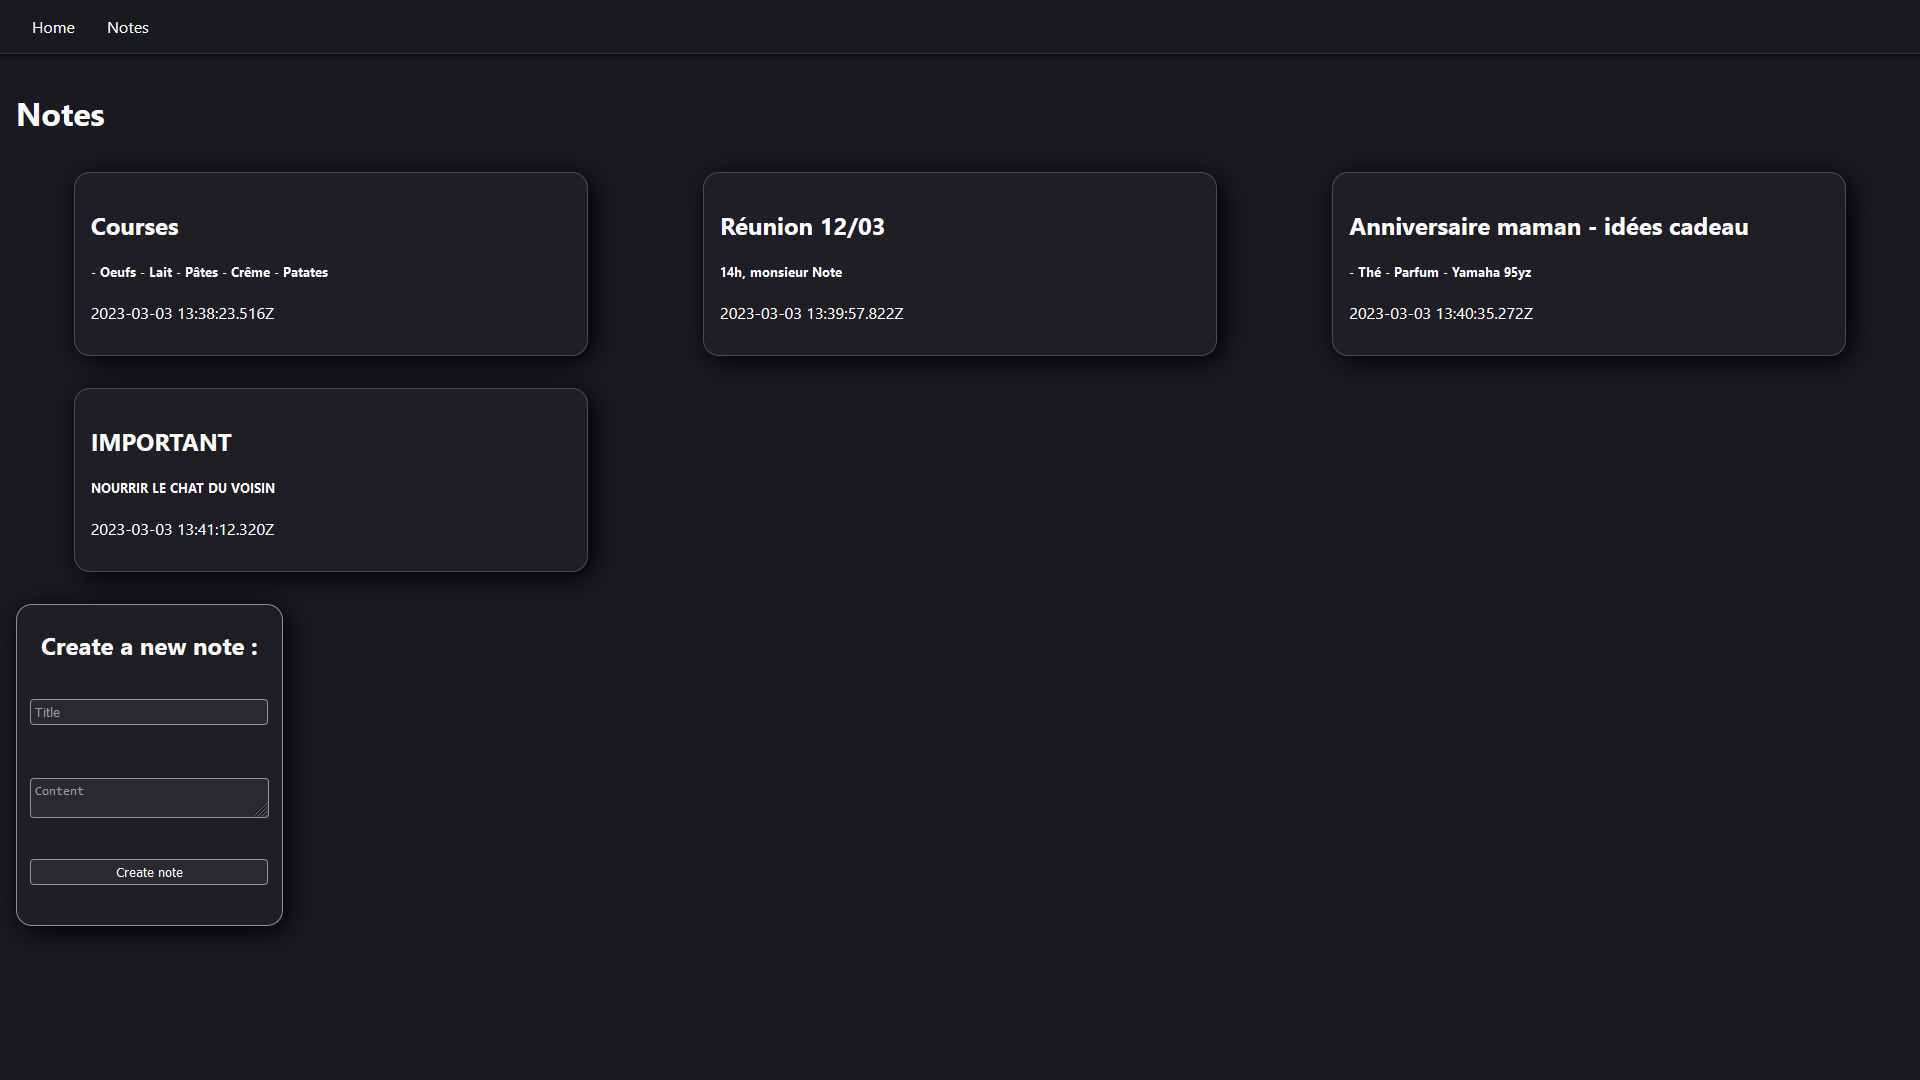 Home Notes
Notes
Courses
- Oeufs - Lait - Pâtes - Crême - Patates
2023-03-03 13:38:23.516Z
Réunion 12/03
14h, monsieur Note
2023-03-03 13:39:57.822Z
Anniversaire maman - idées cadeau
- Thé - Parfum - Yamaha 95yz
2023-03-03 13:40:35.272Z
IMPORTANT
NOURRIR LE CHAT DU VOISIN
2023-03-03 13:41:12.320Z
Create a new note :
Title
Content
Create note